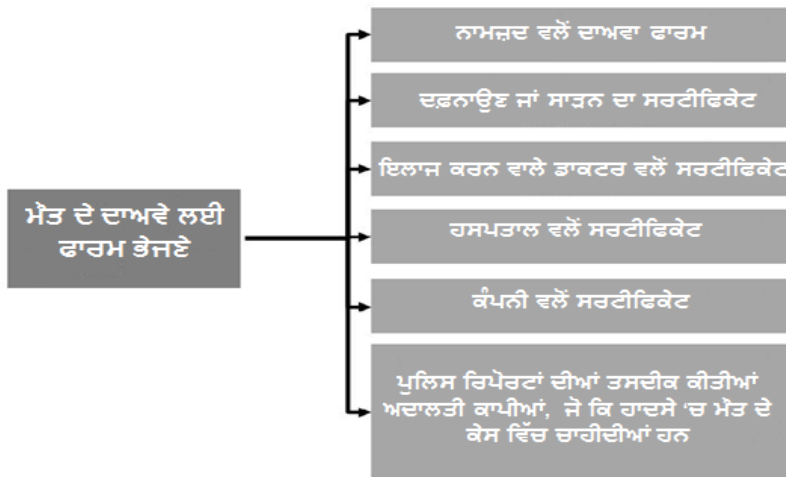 ਮੌਤ ਦੇ ਦਾਅਵੇ ਲਈ
ਫਾਰਮ ਭੇਜਣੇ
ਨਾਮਜ਼ਦ ਵਲੋਂ ਦਾਅਵਾ ਫਾਰਮ
ਦਫ਼ਨਾਉਣ ਜਾਂ ਸਾੜਨ ਦਾ ਸਰਟੀਫਿਕੇਟ
ਇਲਾਜ ਕਰਨ ਵਾਲੇ ਡਾਕਟਰ ਵਲੋਂ ਸਰਟੀਫਿਕੇਟ
ਹਸਪਤਾਲ ਵਲੋਂ ਸਰਟੀਫਿਕੇਟ
ਕੰਪਨੀ ਵਲੋਂ ਸਰਟੀਫਿਕੇਟ
ਪੁਲਿਸ ਰਿਪੋਰਟਾਂ ਦੀਆਂ ਤਸਦੀਕ ਕੀਤੀਆਂ
ਅਦਾਲਤੀ ਕਾਪੀਆਂ, ਜੋ ਕਿ ਹਾਦਸੇ 'ਚ ਮੌਤ ਦੇ
ਕੇਸ ਵਿੱਚ ਚਾਹੀਦੀਆਂ ਹਨ